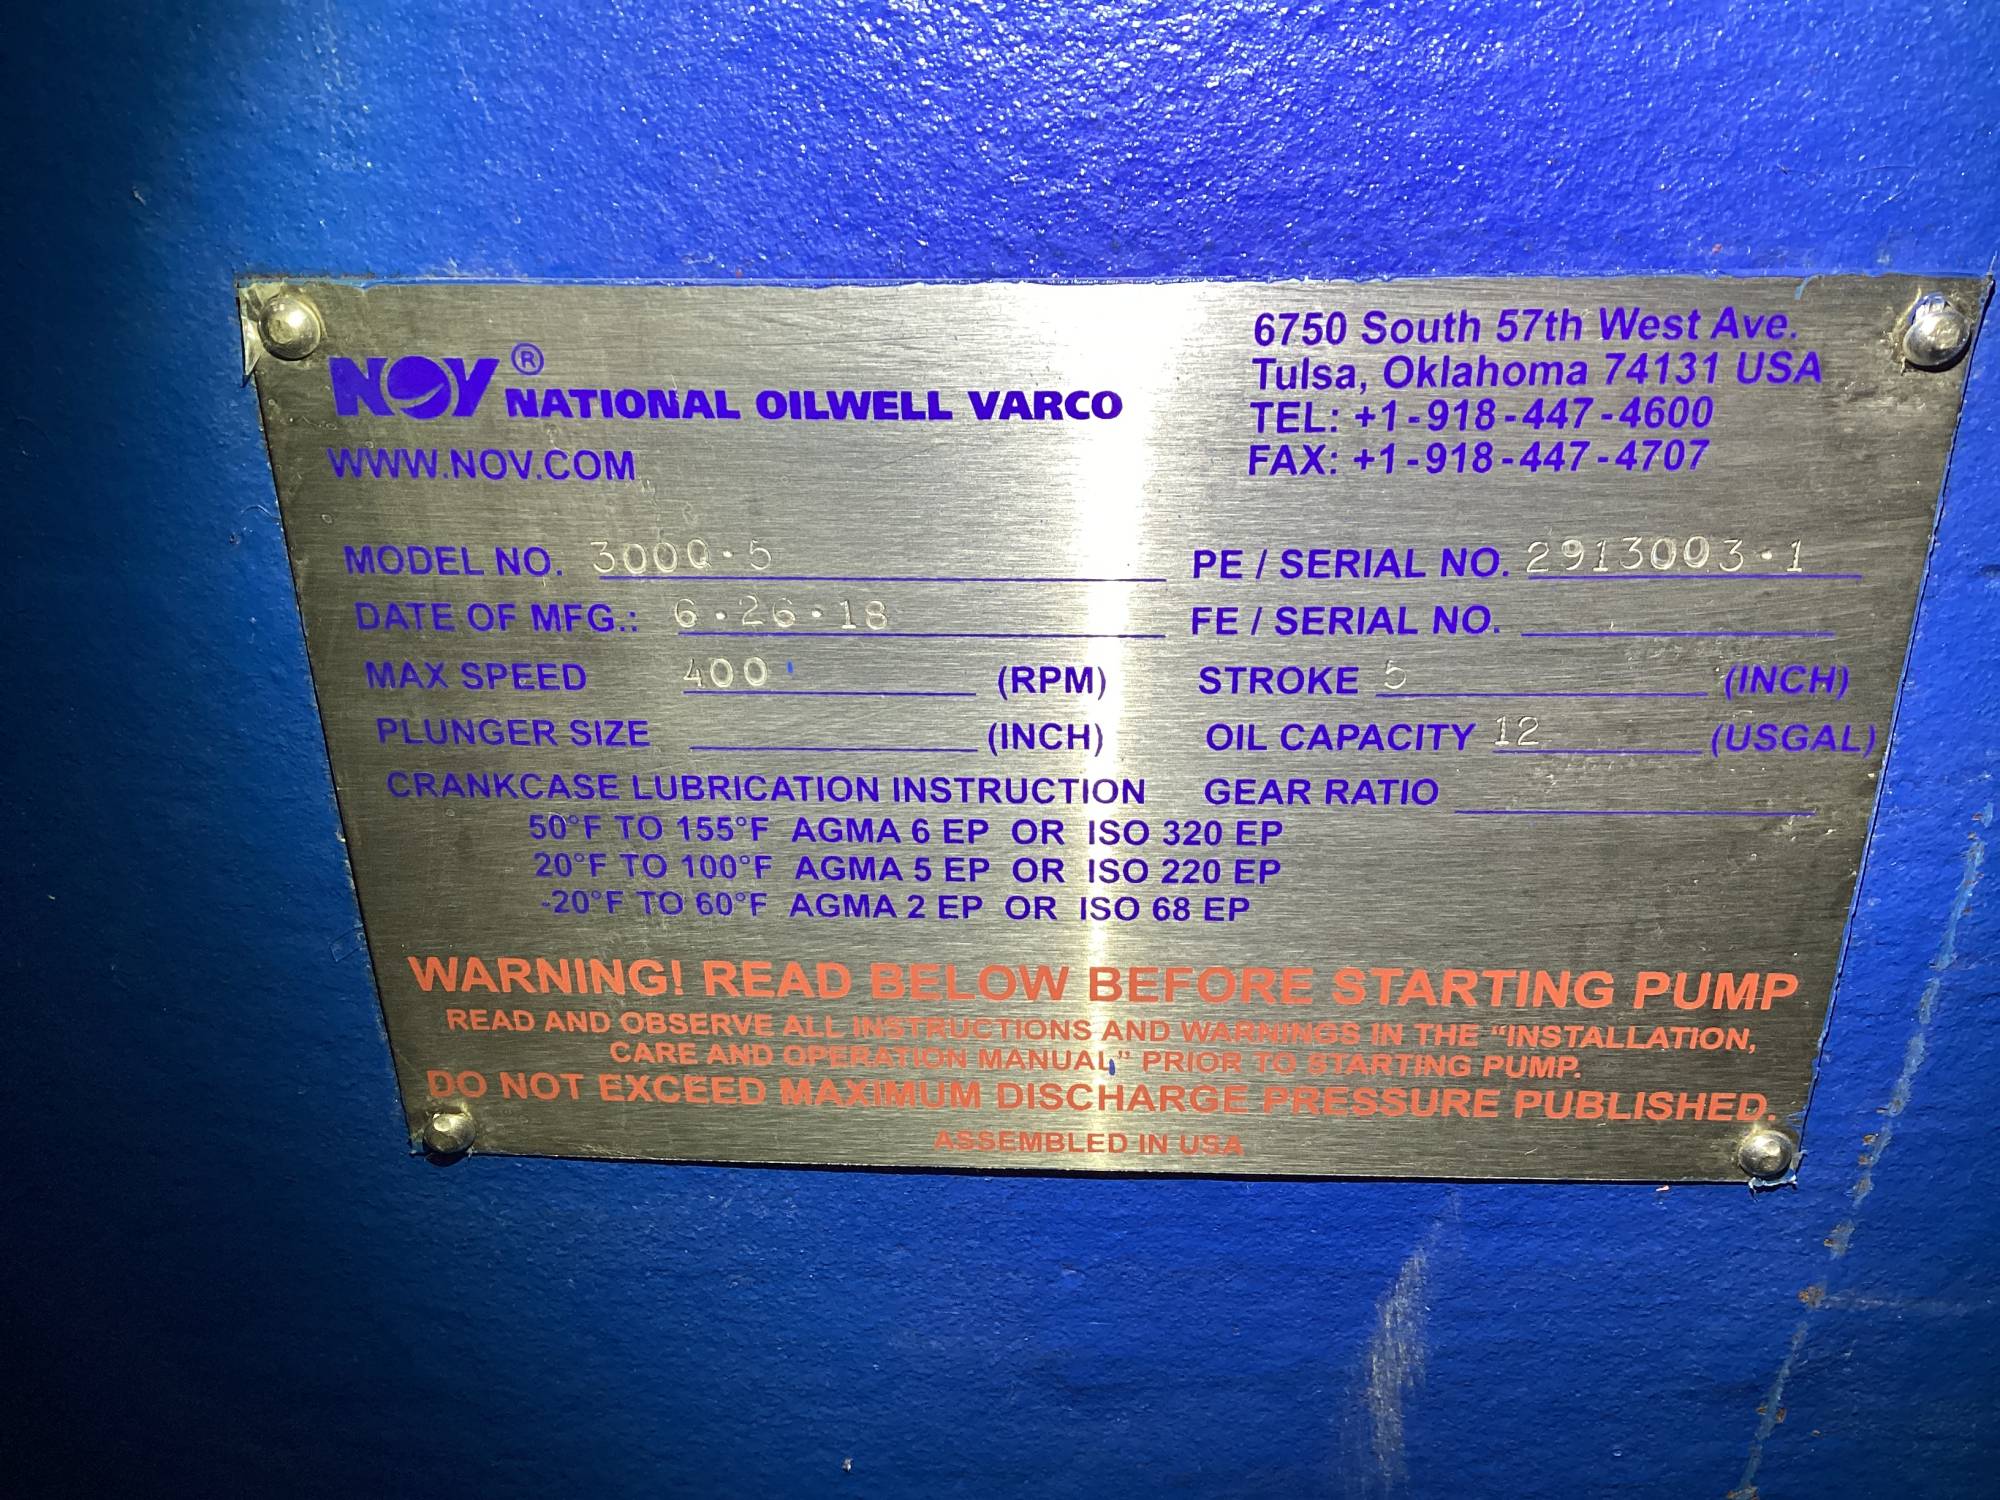 NOV® NATIONAL OILWELL VARCO
WWW.NOV.COM
6750 South 57th West Ave.
Tulsa, Oklahoma 74131 USA
TEL: +1-918-447-4600
FAX: +1-918-447-4707
MODEL NO. 300Q-5 PE / SERIAL NO. 2913003-1
DATE OF MFG.: 6-26-18 FE / SERIAL NO.
MAX SPEED 400 (RPM) STROKE 5 (INCH)
PLUNGER SIZE (INCH) OIL CAPACITY 12 (USGAL)
CRANKCASE LUBRICATION INSTRUCTION GEAR RATIO
50°F TO 155°F AGMA 6 EP OR ISO 320 EP
20°F TO 100°F AGMA 5 EP OR ISO 220 EP
-20°F TO 60°F AGMA 2 EP OR ISO 68 EP
WARNING! READ BELOW BEFORE STARTING PUMP
READ AND OBSERVE ALL INSTRUCTIONS AND WARNINGS IN THE “INSTALLATION,
CARE AND OPERATION MANUAL” PRIOR TO STARTING PUMP.
DO NOT EXCEED MAXIMUM DISCHARGE PRESSURE PUBLISHED.
ASSEMBLED IN USA